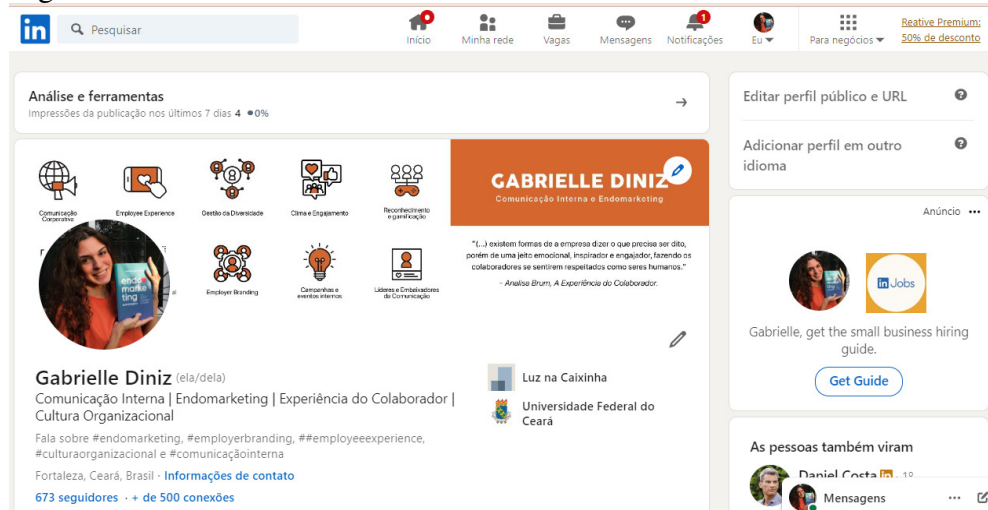 in
Pesquisar
Início
Minha rede
Vagas
Mensagens
1
Notificações
Eu
Para negócios
Reative Premium:
50% de desconto
Análise e ferramentas
Impressões da publicação nos últimos 7 dias 4 0%
Comunicação
Corporativa
Employee Experience
Gestão da Diversidade
Clima e Engajamento
Reconhecimento
e gamificação
Employer Branding
Campanhas e
eventos internos
Líderes e Embaixadores
da Comunicação
GABRIELLE DINIZ
Comunicação Interna e Endomarketing
"(...) existem formas de a empresa dizer o que precisa ser dito,
porém de uma jeito emocional, inspirador e engajador, fazendo os
colaboradores se sentirem respeitados como seres humanos."
- Analisa Brum, A Experiência do Colaborador.
endo
marke
ting
Gabrielle Diniz (ela/dela)
Comunicação Interna | Endomarketing | Experiência do Colaborador |
Cultura Organizacional
Fala sobre #endomarketing, #employerbranding, ##employeeexperience,
#culturaorganizacional e #comunicaçãointerna
Fortaleza, Ceará, Brasil · Informações de contato
673 seguidores · + de 500 conexões
Luz na Caixinha
Universidade Federal do
Ceará
Editar perfil público e URL
Adicionar perfil em outro
idioma
Anúncio
in Jobs
Gabrielle, get the small business hiring
guide.
Get Guide
As pessoas também viram
Daniel Costa in · 1º
Mensagens